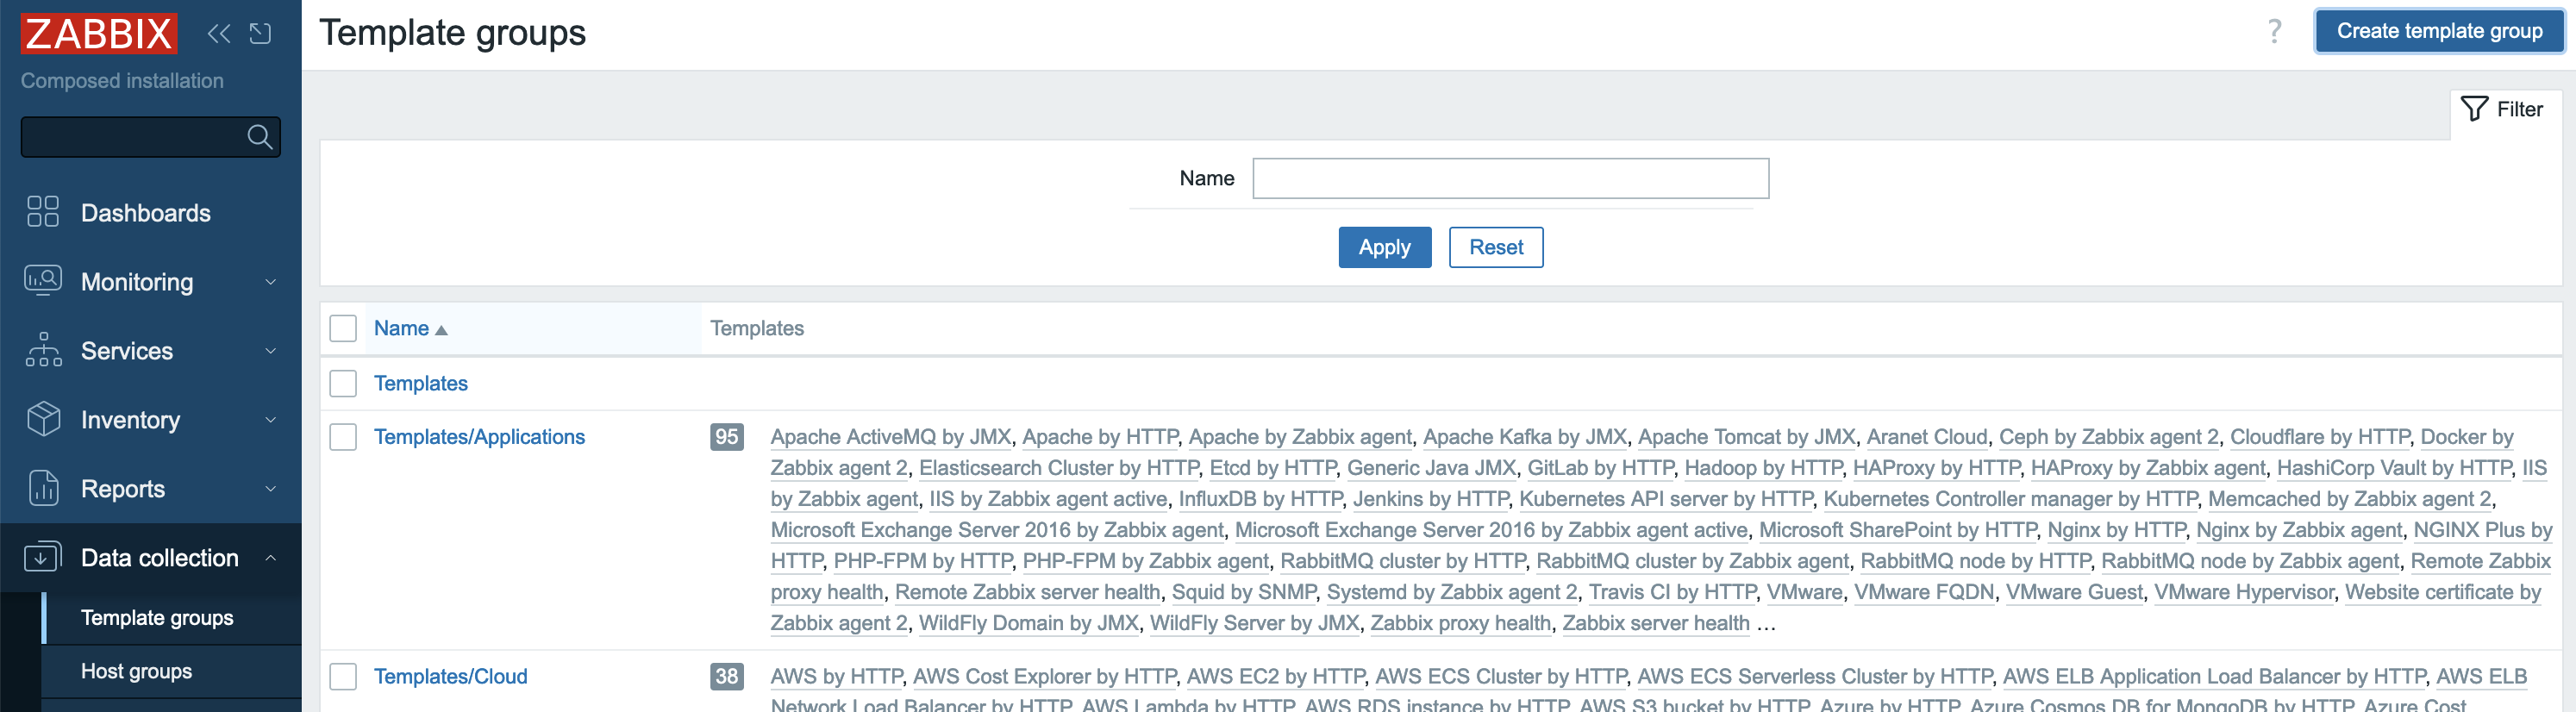 ZABBIX
Composed installation
Dashboards
Monitoring
Services
Inventory
Reports
Data collection
Template groups
Host groups
Template groups
? Create template group
Filter
Name
Apply Reset
Name Templates
Templates
Templates/Applications 95 Apache ActiveMQ by JMX, Apache by HTTP, Apache by Zabbix agent, Apache Kafka by JMX, Apache Tomcat by JMX, Aranet Cloud, Ceph by Zabbix agent 2, Cloudflare by HTTP, Docker by
Zabbix agent 2, Elasticsearch Cluster by HTTP, Etcd by HTTP, Generic Java JMX, GitLab by HTTP, Hadoop by HTTP, HAProxy by HTTP, HAProxy by Zabbix agent, HashiCorp Vault by HTTP, IIS
by Zabbix agent, IIS by Zabbix agent active, InfluxDB by HTTP, Jenkins by HTTP, Kubernetes API server by HTTP, Kubernetes Controller manager by HTTP, Memcached by Zabbix agent 2,
Microsoft Exchange Server 2016 by Zabbix agent, Microsoft Exchange Server 2016 by Zabbix agent active, Microsoft SharePoint by HTTP, Nginx by HTTP, Nginx by Zabbix agent, NGINX Plus by
HTTP, PHP-FPM by HTTP, PHP-FPM by Zabbix agent, RabbitMQ cluster by HTTP, RabbitMQ cluster by Zabbix agent, RabbitMQ node by HTTP, RabbitMQ node by Zabbix agent, Remote Zabbix
proxy health, Remote Zabbix server health, Squid by SNMP, Systemd by Zabbix agent 2, Travis CI by HTTP, VMware, VMware FQDN, VMware Guest, VMware Hypervisor, Website certificate by
Zabbix agent 2, WildFly Domain by JMX, WildFly Server by JMX, Zabbix proxy health, Zabbix server health ...
Templates/Cloud 38 AWS by HTTP, AWS Cost Explorer by HTTP, AWS EC2 by HTTP, AWS ECS Cluster by HTTP, AWS ECS Serverless Cluster by HTTP, AWS ELB Application Load Balancer by HTTP, AWS ELB
Network Load Balancer by HTTP, AWS Lambda by HTTP, AWS RDS instance by HTTP, AWS S3 bucket by HTTP, Azure by HTTP, Azure Cosmos DB for MongoDB by HTTP, Azure Cost